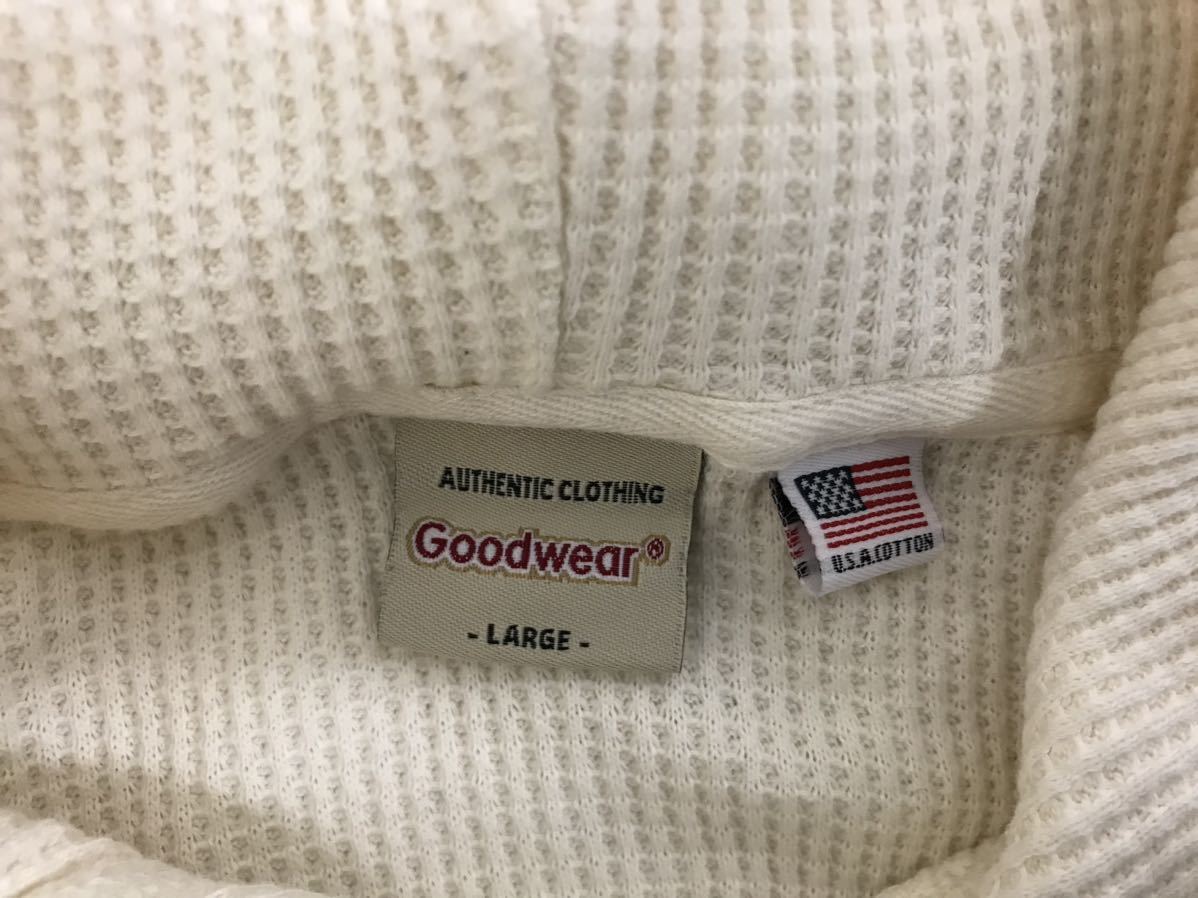 AUTHENTIC CLOTHING
Goodwear®
- LARGE -
U.S.A.COTTON